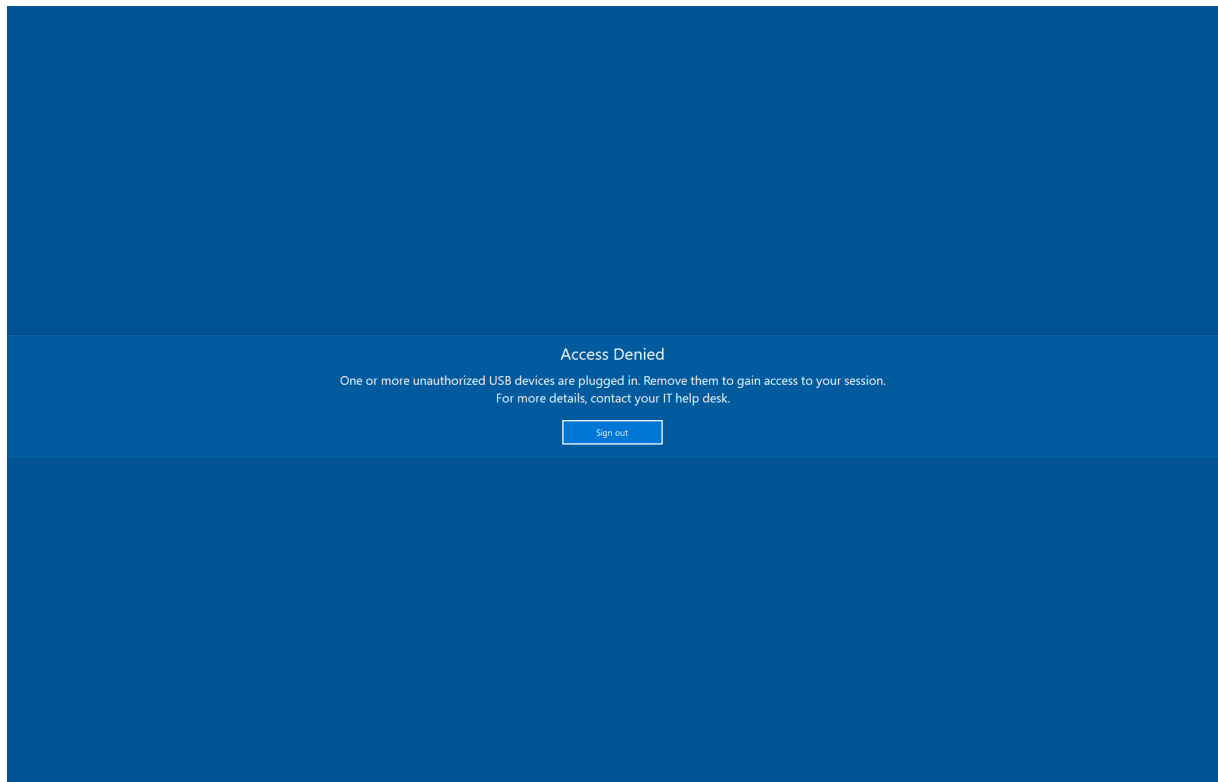 Access Denied
One or more unauthorized USB devices are plugged in. Remove them to gain access to your session.
For more details, contact your IT help desk.
Sign out